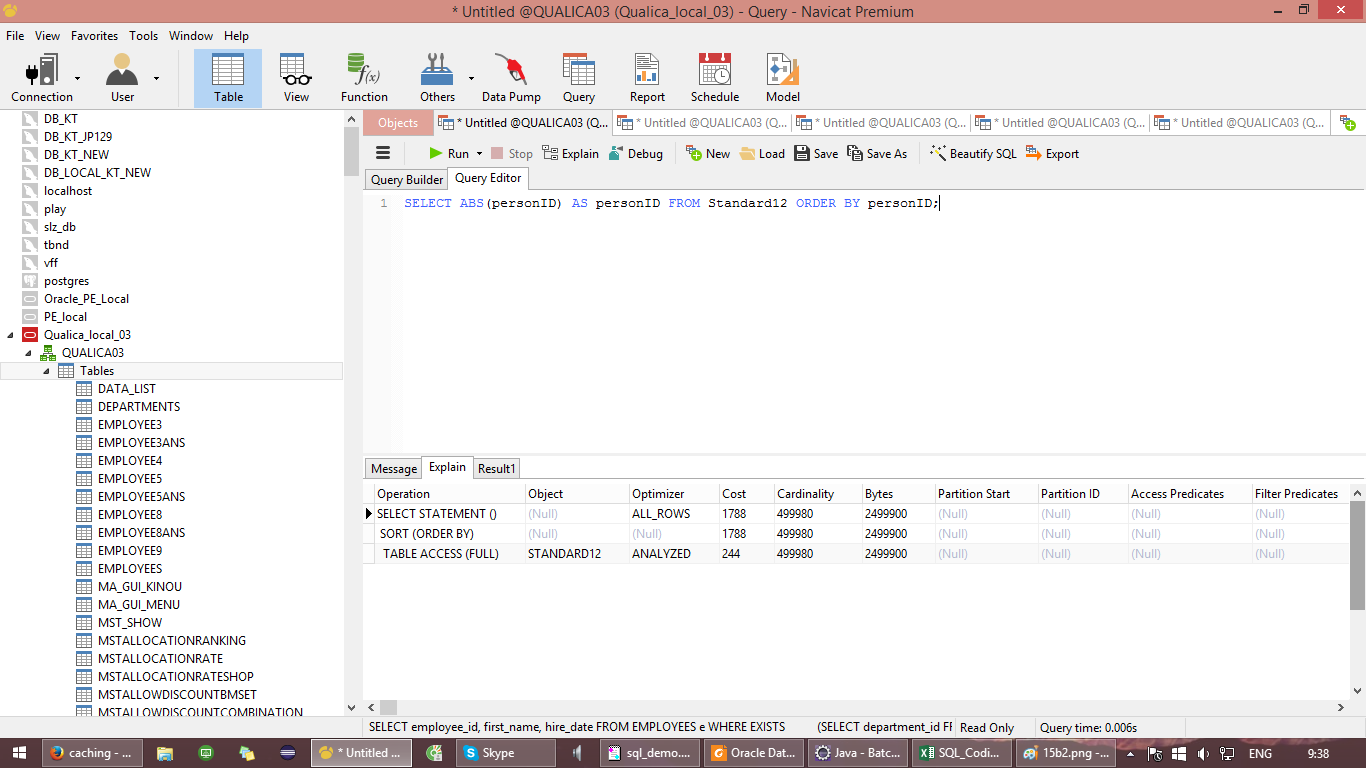 * Untitled @QUALICA03 (Qualica_local_03) - Query - Navicat Premium
File View Favorites Tools Window Help
Connection User Table View Function Others Data Pump Query Report Schedule Model
Objects * Untitled @QUALICA03 (Q... * Untitled @QUALICA03 (Q... * Untitled @QUALICA03 (Q... * Untitled @QUALICA03 (Q... * Untitled @QUALICA03 (Q...
Run Stop Explain Debug New Load Save Save As Beautify SQL Export
Query Builder Query Editor
1 SELECT ABS(personID) AS personID FROM Standard12 ORDER BY personID;
DB_KT
DB_KT_JP129
DB_KT_NEW
DB_LOCAL_KT_NEW
localhost
play
slz_db
tbnd
vff
postgres
Oracle_PE_Local
PE_local
Qualica_local_03
QUALICA03
Tables
DATA_LIST
DEPARTMENTS
EMPLOYEE3
EMPLOYEE3ANS
EMPLOYEE4
EMPLOYEE5
EMPLOYEE5ANS
EMPLOYEE8
EMPLOYEE8ANS
EMPLOYEE9
EMPLOYEES
MA_GUI_KINOU
MA_GUI_MENU
MST_SHOW
MSTALLOCATIONRANKING
MSTALLOCATIONRATE
MSTALLOCATIONRATESHOP
MSTALLOWDISCOUNTBMSET
MSTALLOWDISCOUNTCOMBINATION
Message Explain Result1
Operation Object Optimizer Cost Cardinality Bytes Partition Start Partition ID Access Predicates Filter Predicates
SELECT STATEMENT () (Null) ALL_ROWS 1788 499980 2499900 (Null) (Null) (Null) (Null)
SORT (ORDER BY) (Null) (Null) 1788 499980 2499900 (Null) (Null) (Null) (Null)
TABLE ACCESS (FULL) STANDARD12 ANALYZED 244 499980 2499900 (Null) (Null) (Null) (Null)
SELECT employee_id, first_name, hire_date FROM EMPLOYEES e WHERE EXISTS (SELECT department_id Read Only Query time: 0.006s
caching - ... * Untitled ... Skype sql_demo.... Oracle Dat... Java - Batc... SQL_Codi... 15b2.png -... ENG 9:38